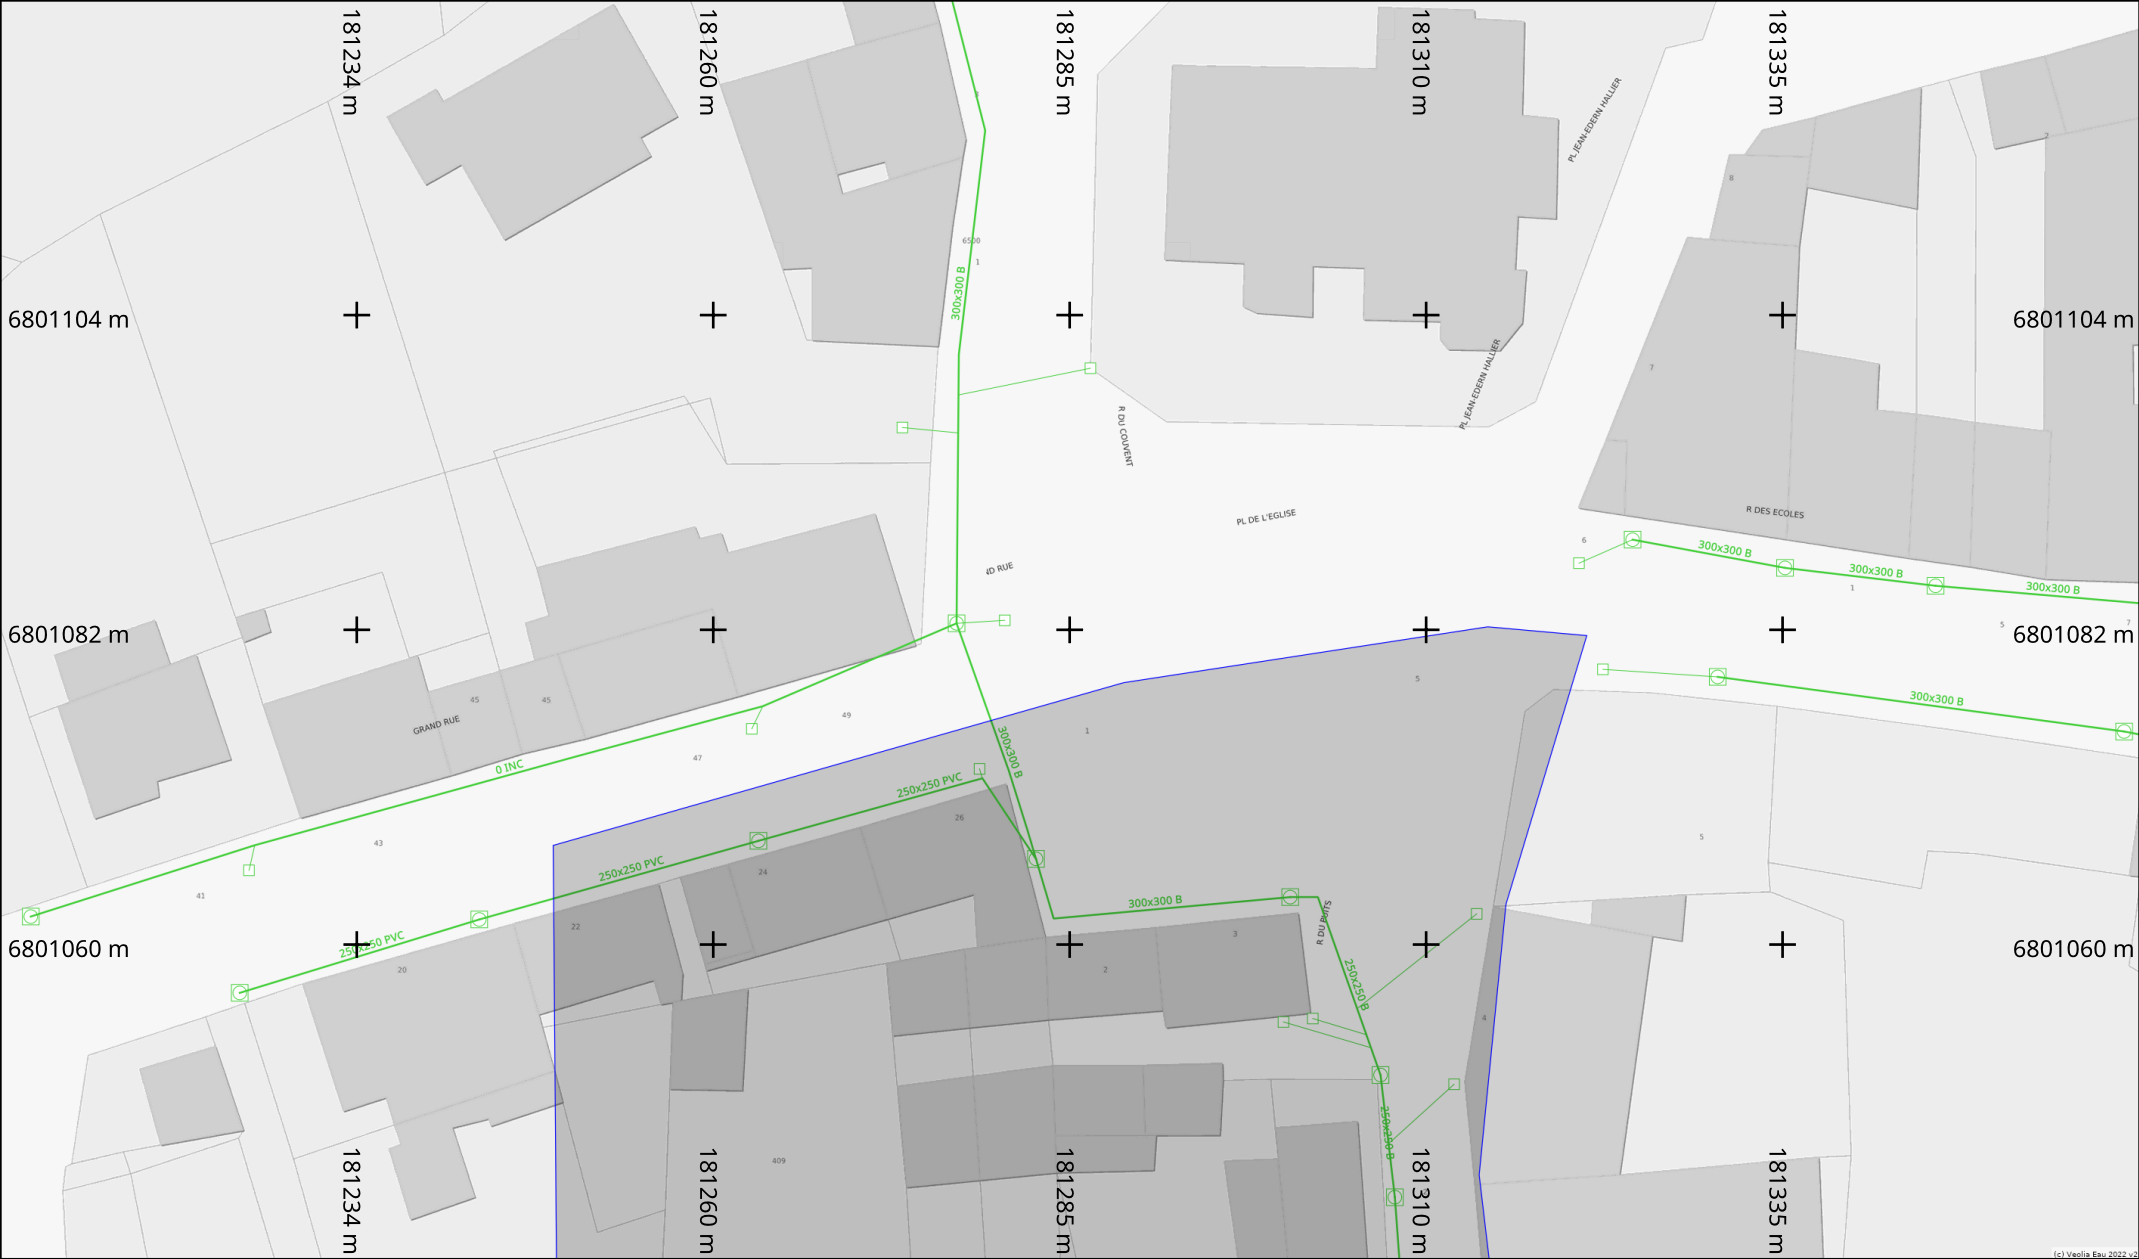 181234 m
181260 m
181285 m
181310 m
181335 m
PL JEAN-EDERN HALLIER
2
8
6500
1
300x300 B
6801104 m
6801104 m
PL JEAN-EDERN HALLIER
7
R DU COUVENT
PL DE L'EGLISE
R DES ECOLES
6
300x300 B
300x300 B
300x300 B
1
4D RUE
5
7
6801082 m
6801082 m
5
300x300 B
45
45
GRAND RUE
49
1
47
0 INC
300x300 B
250x250 PVC
26
43
5
250x250 PVC
24
41
300x300 B
22
3
R DU PUITS
6801060 m
250x250 PVC
6801060 m
20
2
250x250 B
4
250x250 B
409
181234 m
181260 m
181285 m
181310 m
181335 m
(c) Veolia Eau 2022 v2